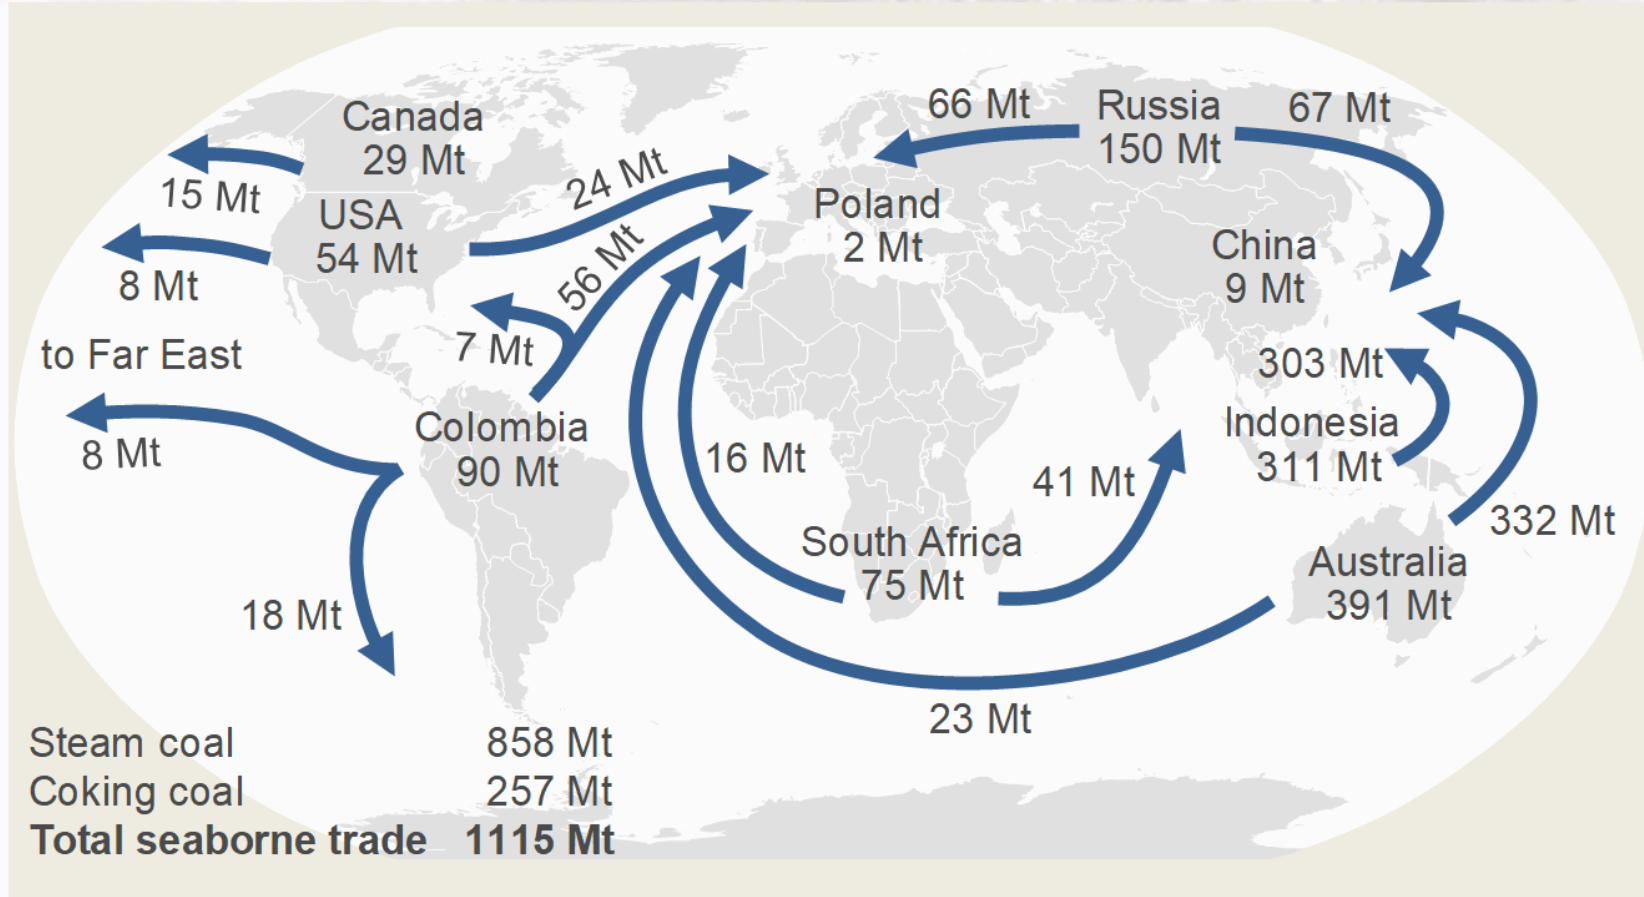 Canada
29 Mt
15 Mt
USA
54 Mt
8 Mt
to Far East
8 Mt
24 Mt
56 Mt
7 Mt
Colombia
90 Mt
18 Mt
66 Mt
Russia
150 Mt
67 Mt
Poland
2 Mt
China
9 Mt
303 Mt
Indonesia
311 Mt
16 Mt
41 Mt
South Africa
75 Mt
332 Mt
Australia
391 Mt
23 Mt
Steam coal 858 Mt
Coking coal 257 Mt
Total seaborne trade 1115 Mt